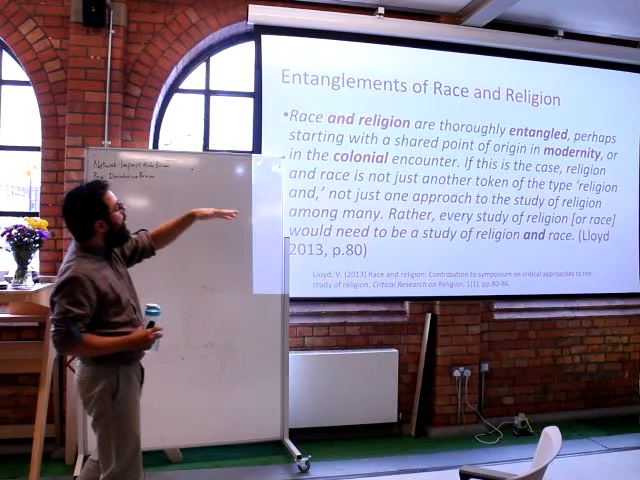 Entanglements of Race and Religion
•Race and religion are thoroughly entangled, perhaps
starting with a shared point of origin in modernity, or
in the colonial encounter. If this is the case, religion
and race is not just another token of the type ‘religion
and,’ not just one approach to the study of religion
among many. Rather, every study of religion [or race]
would need to be a study of religion and race. (Lloyd
2013, p.80)
Lloyd, V. (2013) Race and religion: Contribution to symposium on critical approaches to the
study of religion, Critical Research on Religion, 1(1), pp.80-86.
Network:
Pass: